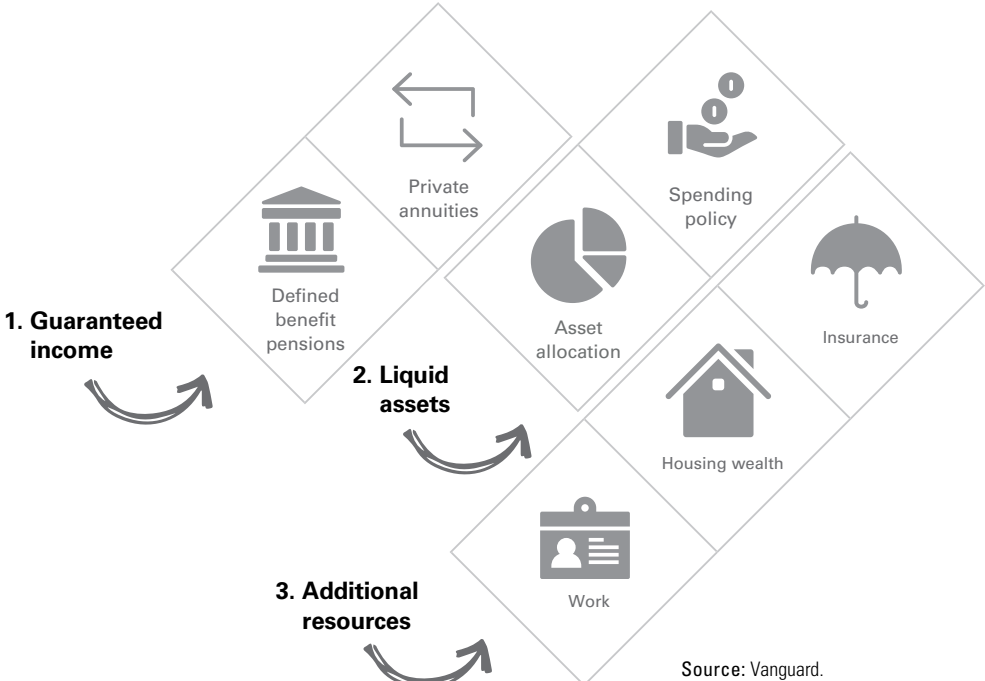 Private
annuities
Defined
benefit
pensions
1. Guaranteed
income
Spending
policy
Asset
allocation
2. Liquid
assets
Insurance
Housing wealth
Work
3. Additional
resources
Source: Vanguard.